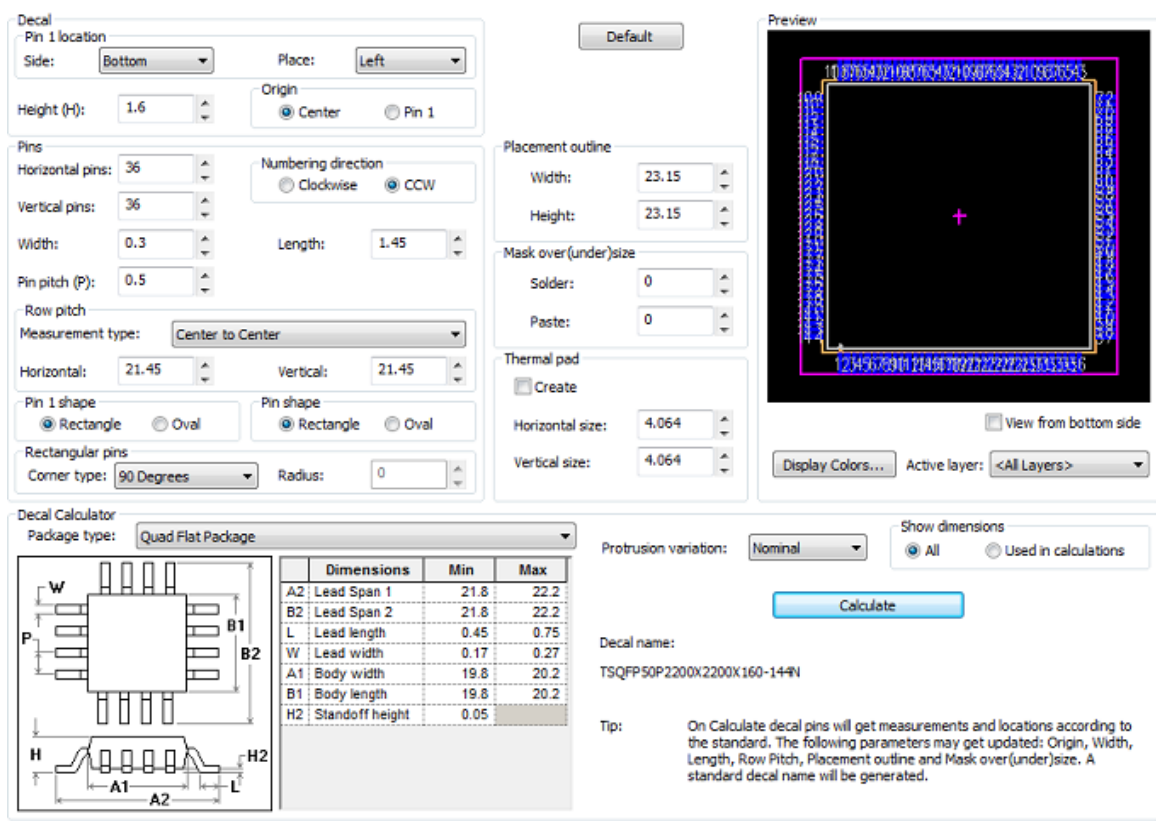 Decal
Pin 1 location
Side: Bottom Place: Left
Height (H): 1.6
Origin
Center Pin 1
Default
Pins
Horizontal pins: 36
Numbering direction
Clockwise CCW
Vertical pins: 36
Width: 0.3 Length: 1.45
Pin pitch (P): 0.5
Row pitch
Measurement type: Center to Center
Horizontal: 21.45 Vertical: 21.45
Pin 1 shape
Rectangle Oval
Pin shape
Rectangle Oval
Rectangular pins
Corner type: 90 Degrees Radius: 0
Placement outline
Width: 23.15
Height: 23.15
Mask over(under)size
Solder: 0
Paste: 0
Thermal pad
Create
Horizontal size: 4.064
Vertical size: 4.064
Preview
View from bottom side
Display Colors... Active layer: <All Layers>
Decal Calculator
Package type: Quad Flat Package
W
P
B1
B2
H
H2
A1
L
A2
Dimensions Min Max
A2 Lead Span 1 21.8 22.2
B2 Lead Span 2 21.8 22.2
L Lead length 0.45 0.75
W Lead width 0.17 0.27
A1 Body width 19.8 20.2
B1 Body length 19.8 20.2
H2 Standoff height 0.05
Protrusion variation: Nominal
Show dimensions
All Used in calculations
Calculate
Decal name:
TSQFP50P2200X2200X160-144N
Tip: On Calculate decal pins will get measurements and locations according to
the standard. The following parameters may get updated: Origin, Width,
Length, Row Pitch, Placement outline and Mask over(under)size. A
standard decal name will be generated.